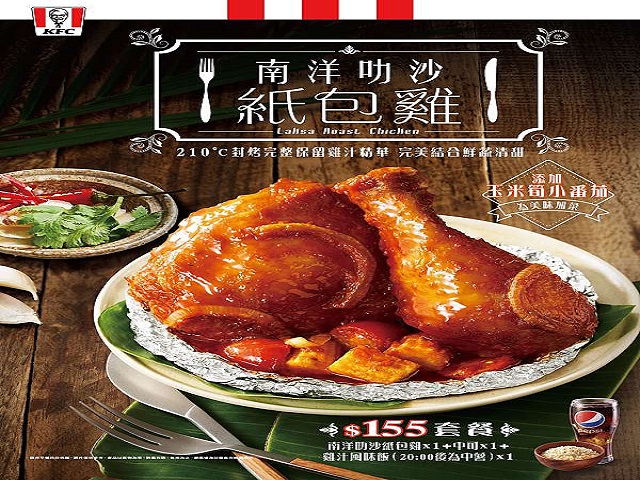 KFC
南洋叻沙
紙包雞
Laksa Roast Chicken
210°C封烤完整保留雞汁精華 完美結合鮮蔬清甜
添加
玉米筍小番茄
為美味加泉
$155套餐
南洋叻沙紙包雞x1+中可x1+
雞汁風味飯(20:00後為中薯)x1
pepsi